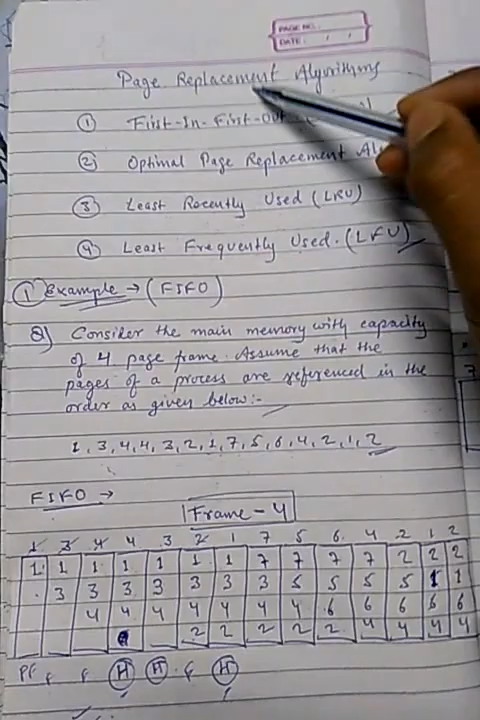 PAGE NO.:
DATE: / /
Page Replacement Algorithms
① First-In-First-Out
② Optimal Page Replacement
③ Least Recently Used (LRU)
④ Least Frequently Used. (LFU)
① Example → (FIFO)
Q) Consider the main memory with capacity
of 4 page frame. Assume that the
pages of a process are referenced in the
order as given below:-
1, 3, 4, 4, 3, 2, 1, 7, 5, 6, 4, 2, 1, 2
FIFO →
Frame - 4
1 3 4 4 3 2 1 7 5 6 4 2 1 2
1 1 1 1 1 1 1 7 7 7 7 2 2 2
3 3 3 3 3 3 3 5 5 5 5 1 1
4 4 4 4 4 4 4 6 6 6 6 6
2 2 2 2 2 4 4 4 4
PF F F H H F H